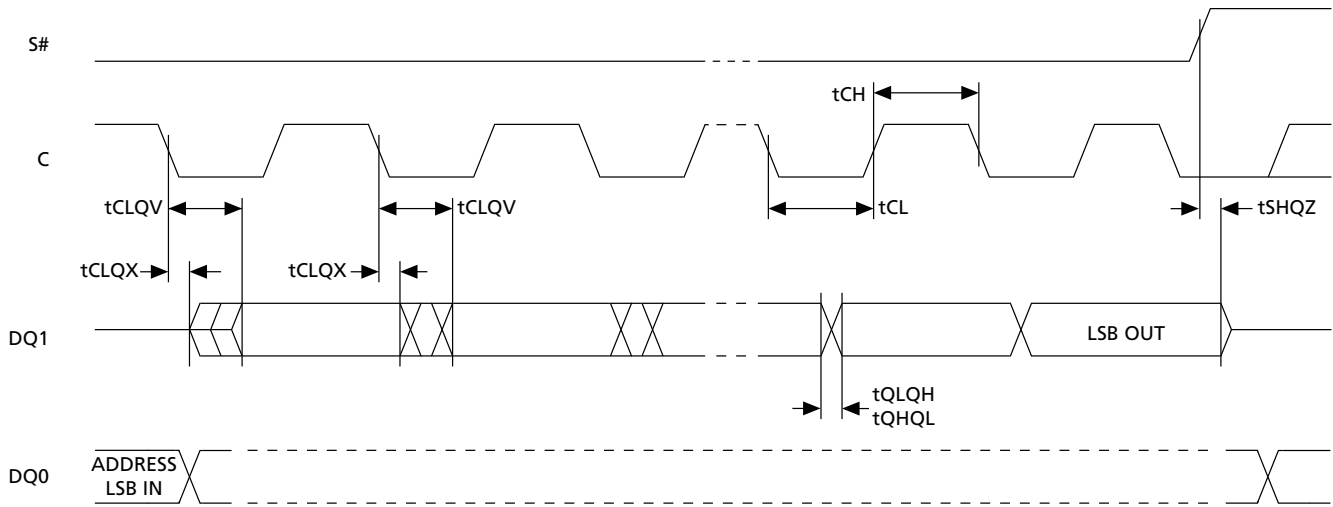 S#
tCH
C
tCLQV
tCLQV
tCL
tSHQZ
tCLQX
tCLQX
DQ1
LSB OUT
tQLQH
tQHQL
DQ0
ADDRESS
LSB IN